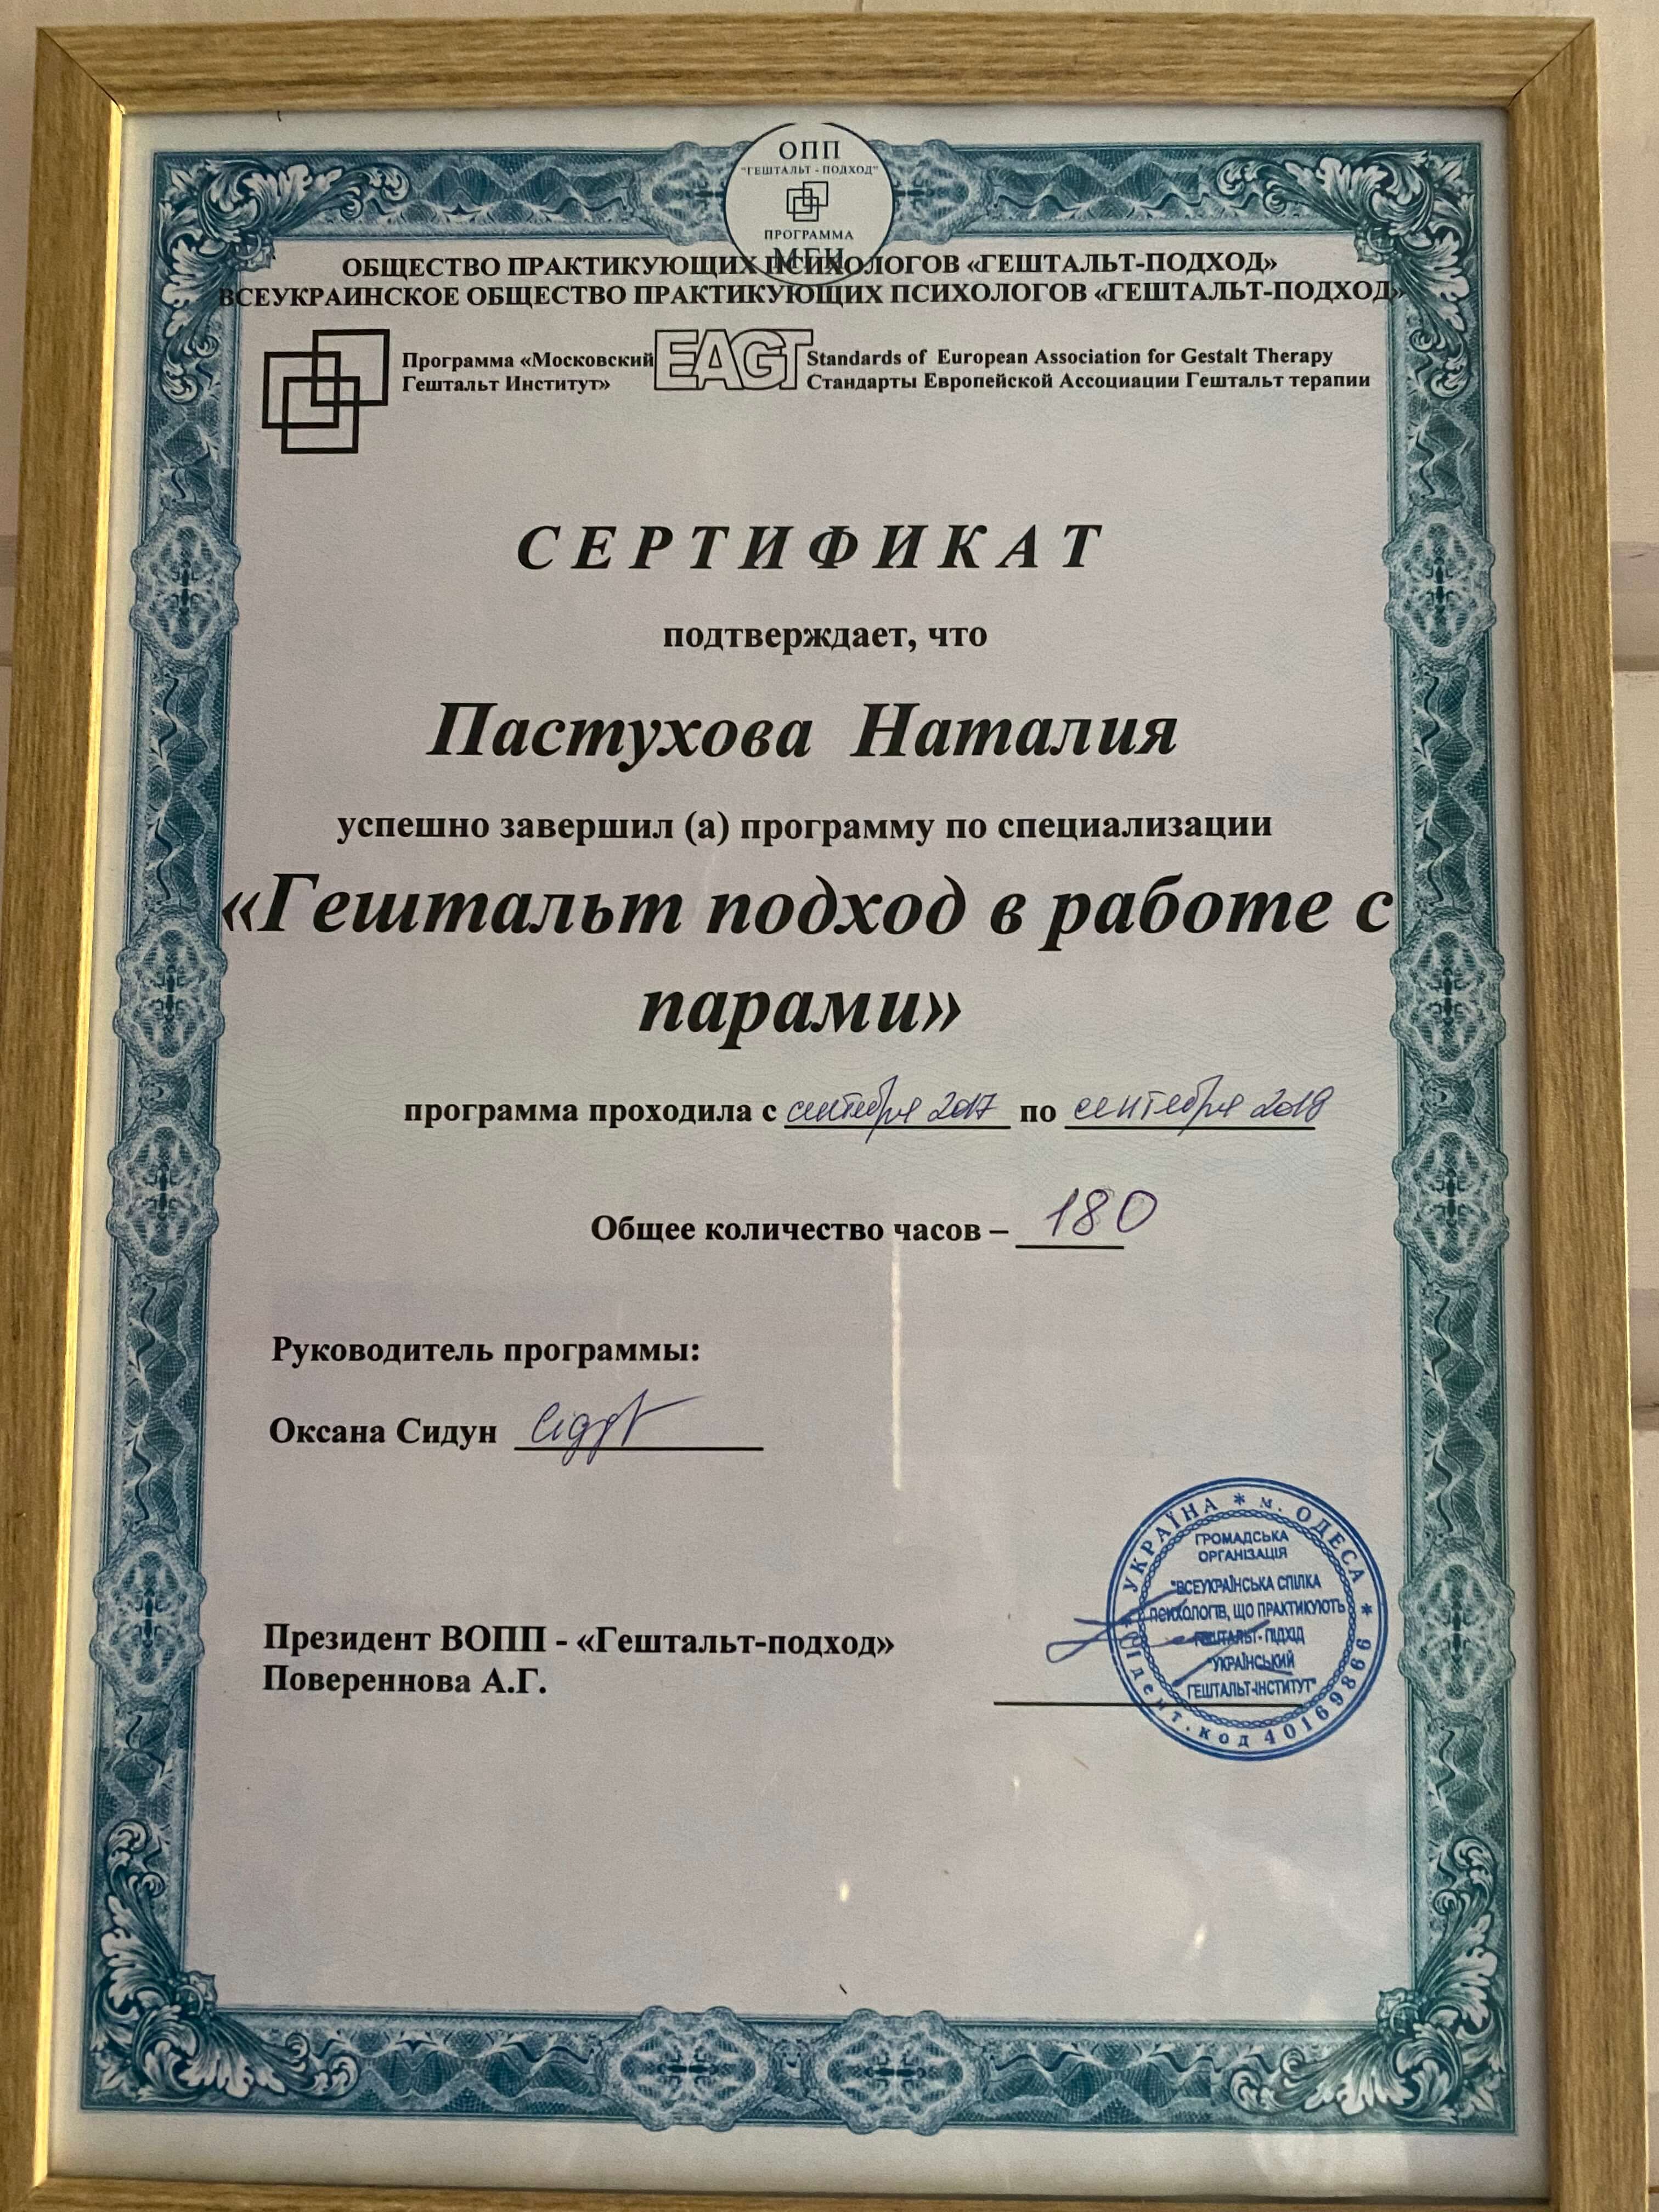 ОПП
"ГЕШТАЛЬТ - ПОДХОД"
ПРОГРАММА
МГИ
ОБЩЕСТВО ПРАКТИКУЮЩИХ ПСИХОЛОГОВ «ГЕШТАЛЬТ-ПОДХОД»
ВСЕУКРАИНСКОЕ ОБЩЕСТВО ПРАКТИКУЮЩИХ ПСИХОЛОГОВ «ГЕШТАЛЬТ-ПОДХОД»
Программа «Московский
Гештальт Институт»
EAGT
Standards of European Association for Gestalt Therapy
Стандарты Европейской Ассоциации Гештальт терапии
СЕРТИФИКАТ
подтверждает, что
Пастухова Наталия
успешно завершил (а) программу по специализации
«Гештальт подход в работе с
парами»
программа проходила с сентября 2017 по сентября 2018
Общее количество часов – 180
Руководитель программы:
Оксана Сидун
Президент ВОПП - «Гештальт-подход»
Повереннова А.Г.
УКРАЇНА * м. ОДЕСА *
ГРОМАДСЬКА
ОРГАНІЗАЦІЯ
"ВСЕУКРАЇНСЬКА СПІЛКА
ПСИХОЛОГІВ, ЩО ПРАКТИКУЮТЬ
ГЕШТАЛЬТ-ПІДХІД
"УКРАЇНСЬКИЙ
ГЕШТАЛЬТ-ІНСТИТУТ"
Ідент.код 40169866